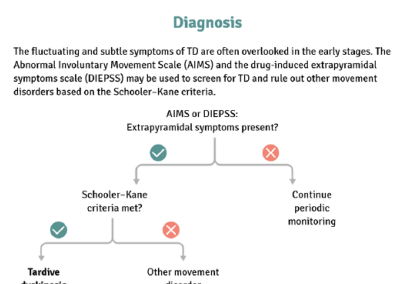 Diagnosis
The fluctuating and subtle symptoms of TD are often overlooked in the early stages. The
Abnormal Involuntary Movement Scale (AIMS) and the drug-induced extrapyramidal
symptoms scale (DIEPSS) may be used to screen for TD and rule out other movement
disorders based on the Schooler–Kane criteria.
AIMS or DIEPSS:
Extrapyramidal symptoms present?
Schooler–Kane
criteria met?
Continue
periodic
monitoring
Tardive
dyskinesia
Other movement
disorder